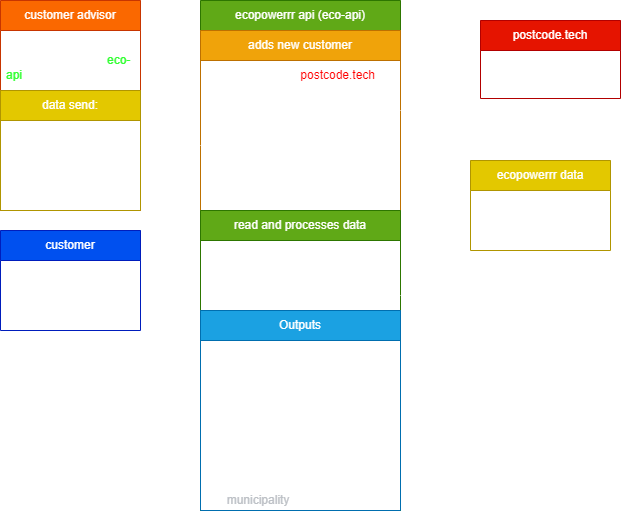 customer advisor
eco-
api
data send:
customer
ecopowerrr api (eco-api)
adds new customer
postcode.tech
read and processes data
Outputs
municipality
postcode.tech
ecopowerrr data